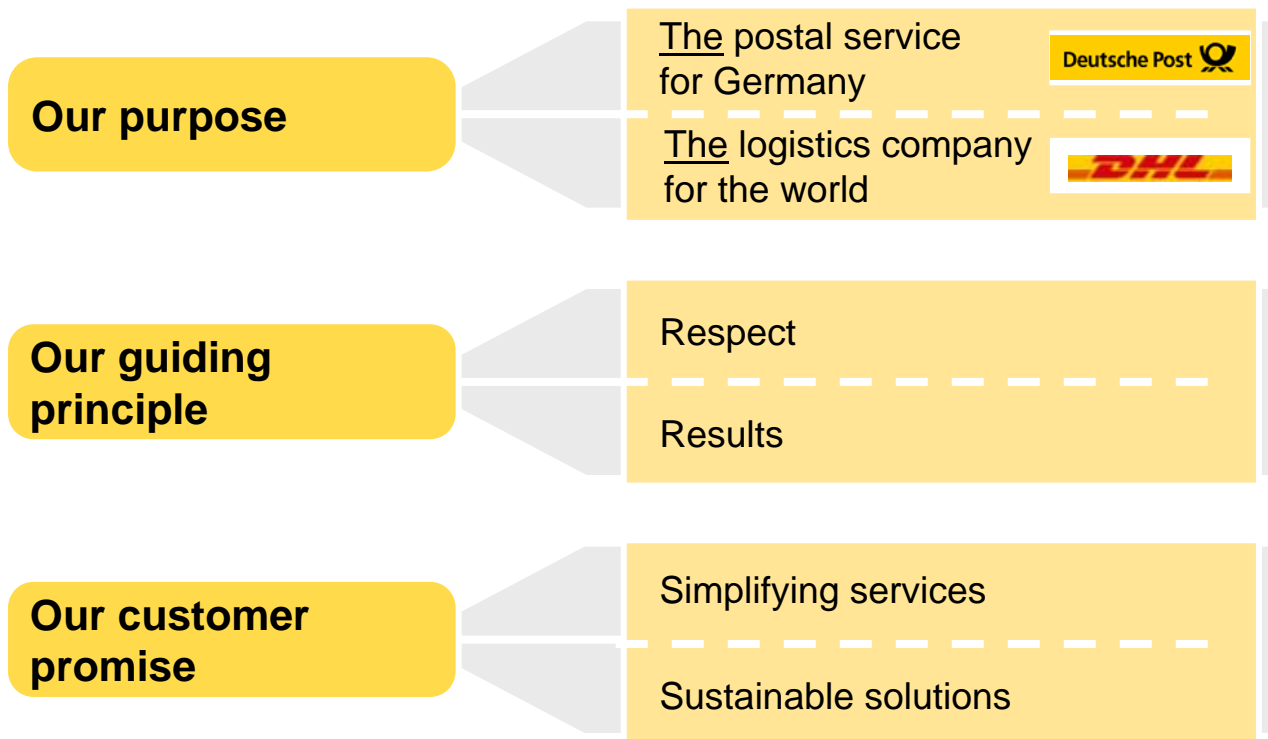 Our purpose
The postal service
for Germany
Deutsche Post
The logistics company
for the world
DHL
Our guiding
principle
Respect
Results
Our customer
promise
Simplifying services
Sustainable solutions